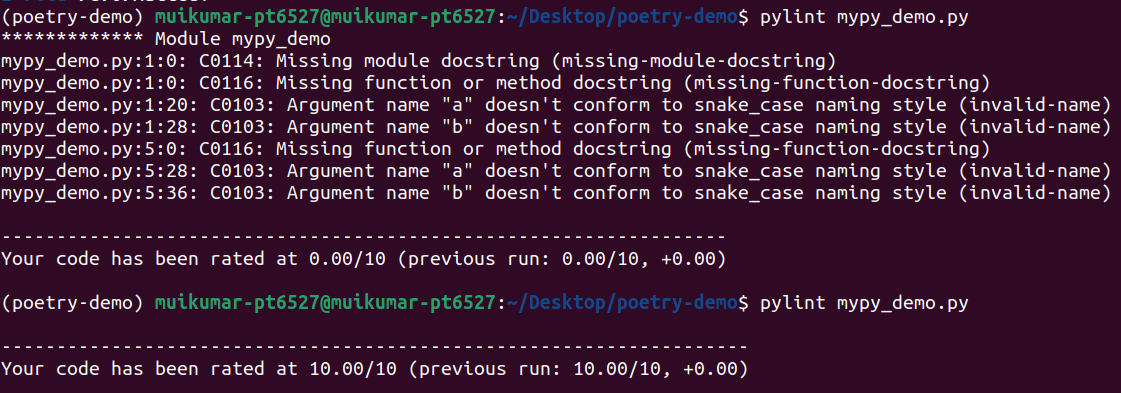 (poetry-demo) muikumar-pt6527@muikumar-pt6527:~/Desktop/poetry-demo$ pylint mypy_demo.py
************* Module mypy_demo
mypy_demo.py:1:0: C0114: Missing module docstring (missing-module-docstring)
mypy_demo.py:1:0: C0116: Missing function or method docstring (missing-function-docstring)
mypy_demo.py:1:20: C0103: Argument name "a" doesn't conform to snake_case naming style (invalid-name)
mypy_demo.py:1:28: C0103: Argument name "b" doesn't conform to snake_case naming style (invalid-name)
mypy_demo.py:5:0: C0116: Missing function or method docstring (missing-function-docstring)
mypy_demo.py:5:28: C0103: Argument name "a" doesn't conform to snake_case naming style (invalid-name)
mypy_demo.py:5:36: C0103: Argument name "b" doesn't conform to snake_case naming style (invalid-name)
------------------------------------------------------------------
Your code has been rated at 0.00/10 (previous run: 0.00/10, +0.00)
(poetry-demo) muikumar-pt6527@muikumar-pt6527:~/Desktop/poetry-demo$ pylint mypy_demo.py
--------------------------------------------------------------------
Your code has been rated at 10.00/10 (previous run: 10.00/10, +0.00)